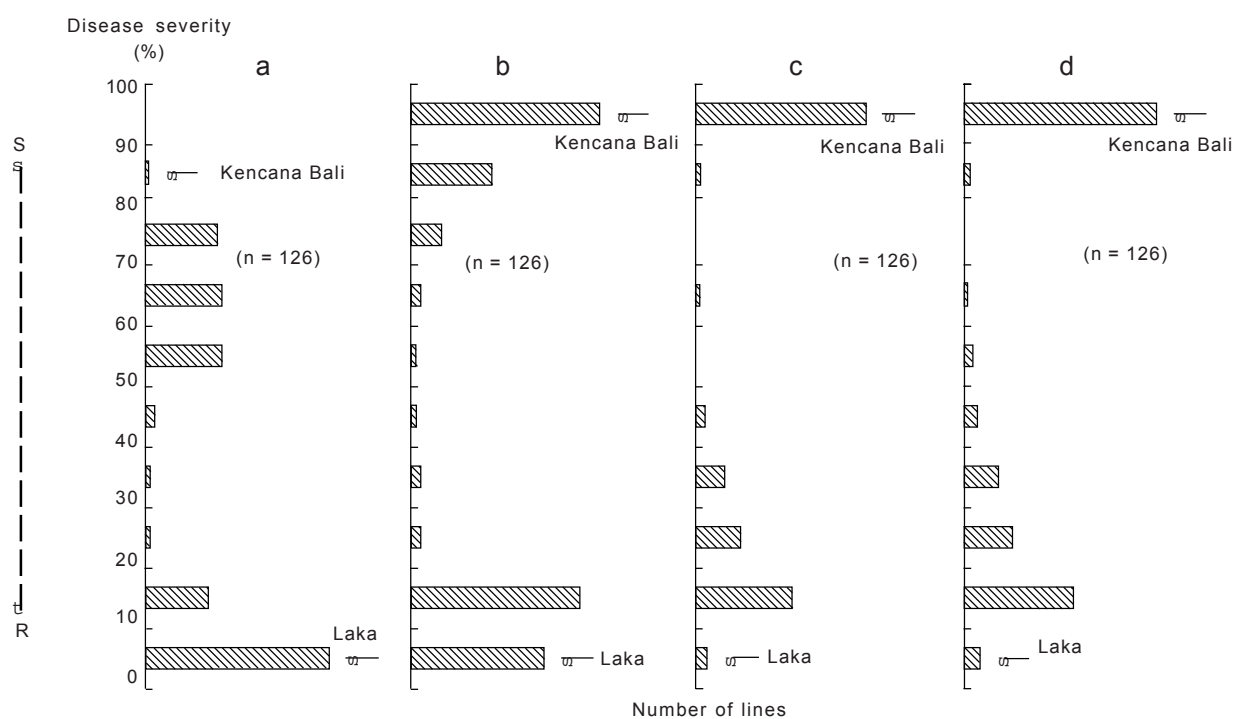 Disease severity
(%)
a
b
c
d
100
90
80
70
60
50
40
30
20
10
0
S
R
Kencana Bali
(n = 126)
Laka
Kencana Bali
(n = 126)
Laka
Kencana Bali
(n = 126)
Laka
Kencana Bali
(n = 126)
Laka
Number of lines